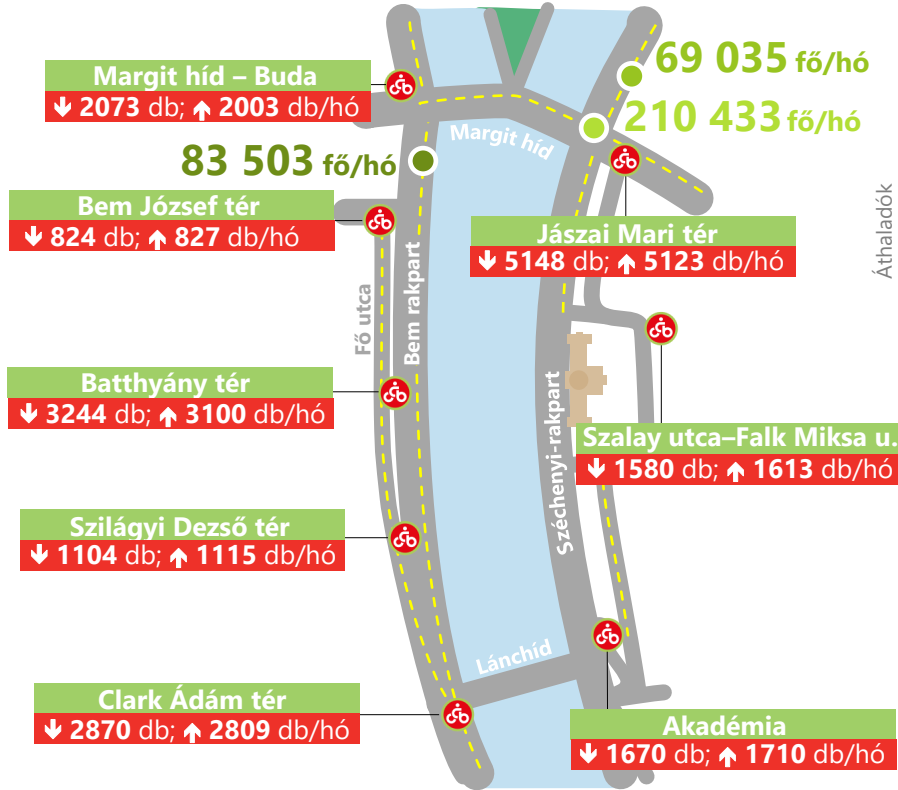 69 035 fő/hó
Margit híd – Buda
↓ 2073 db; ↑ 2003 db/hó
210 433 fő/hó
Margit híd
83 503 fő/hó
Bem József tér
↓ 824 db; ↑ 827 db/hó
Jászai Mari tér
↓ 5148 db; ↑ 5123 db/hó
Áthaladók
Fő utca
Bem rakpart
Batthyány tér
↓ 3244 db; ↑ 3100 db/hó
Széchenyi-rakpart
Szalay utca–Falk Miksa u.
↓ 1580 db; ↑ 1613 db/hó
Szilágyi Dezső tér
↓ 1104 db; ↑ 1115 db/hó
Lánchíd
Clark Ádám tér
↓ 2870 db; ↑ 2809 db/hó
Akadémia
↓ 1670 db; ↑ 1710 db/hó